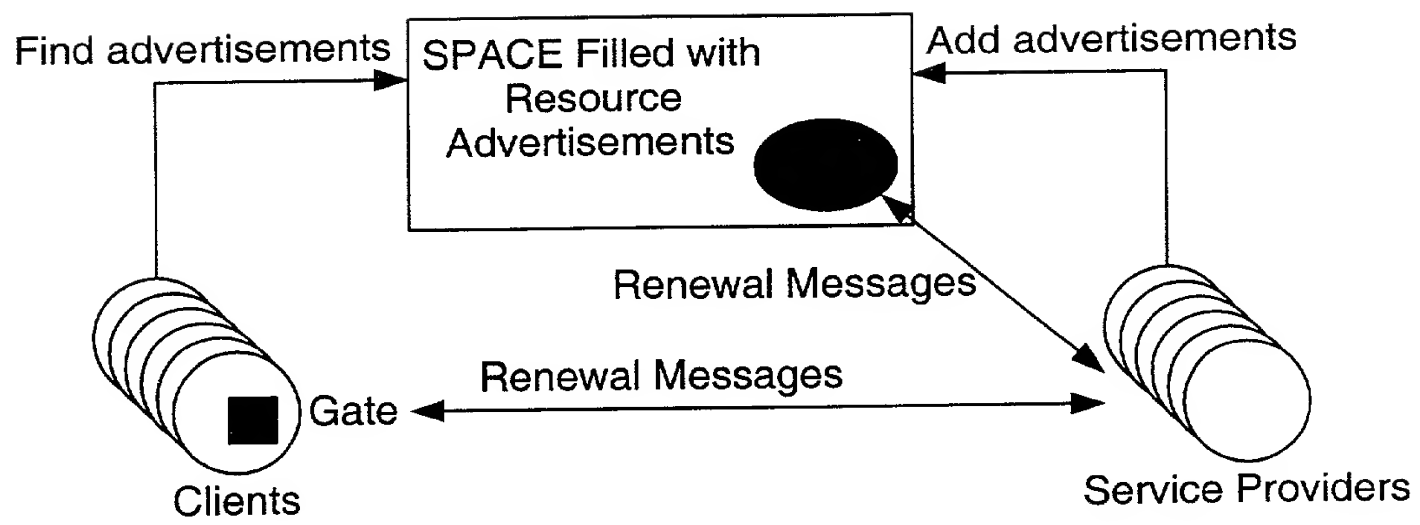 Find advertisements
SPACE Filled with
Resource
Advertisements
Add advertisements
Renewal Messages
Renewal Messages
Gate
Clients
Service Providers